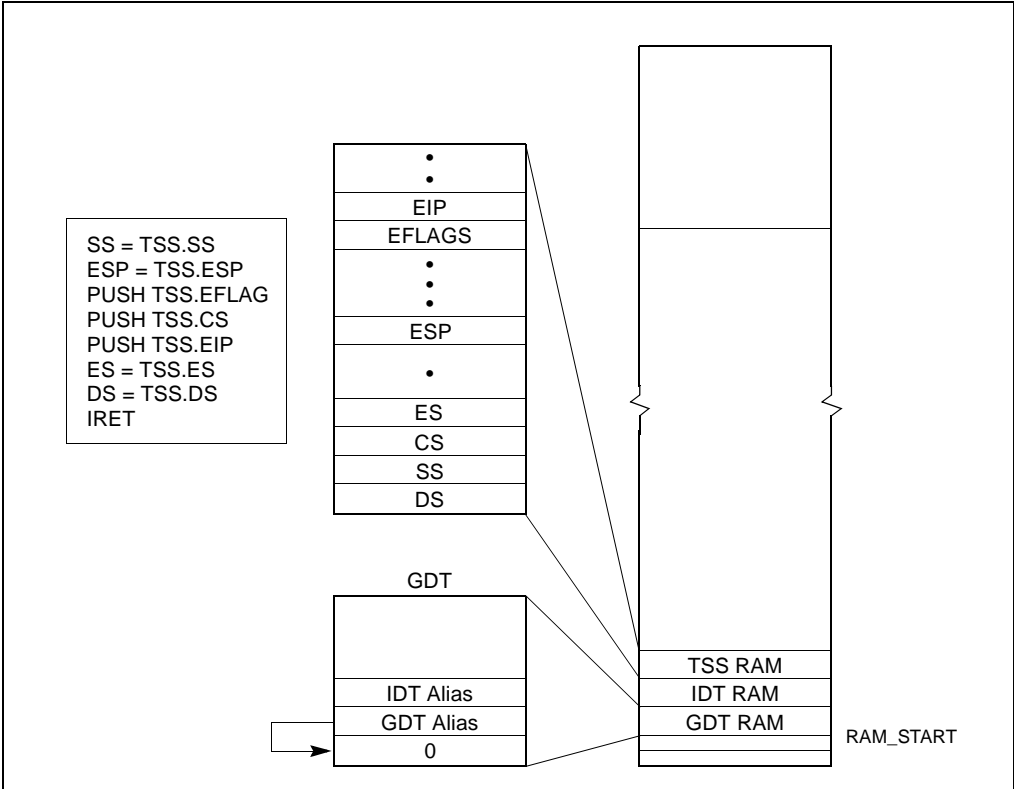 SS = TSS.SS
ESP = TSS.ESP
PUSH TSS.EFLAG
PUSH TSS.CS
PUSH TSS.EIP
ES = TSS.ES
DS = TSS.DS
IRET
EIP
EFLAGS
ESP
ES
CS
SS
DS
GDT
IDT Alias
GDT Alias
0
TSS RAM
IDT RAM
GDT RAM
RAM_START